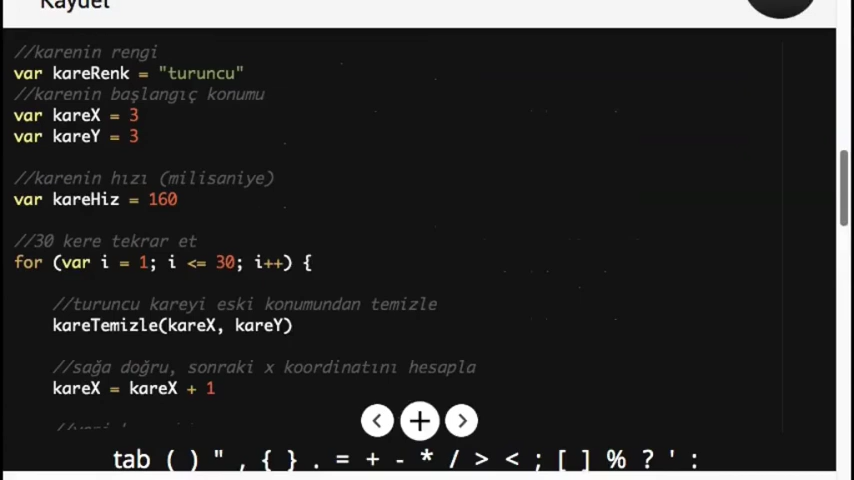 Kaydet
//karenin rengi
var kareRenk = "turuncu"
//karenin başlangıç konumu
var kareX = 3
var kareY = 3
//karenin hızı (milisaniye)
var kareHiz = 160
//30 kere tekrar et
for (var i = 1; i <= 30; i++) {
//turuncu kareyi eski konumundan temizle
kareTemizle(kareX, kareY)
//sağa doğru, sonraki x koordinatını hesapla
kareX = kareX + 1
tab ( ) " , { } . = + - * / > < ; [ ] % ? ' :